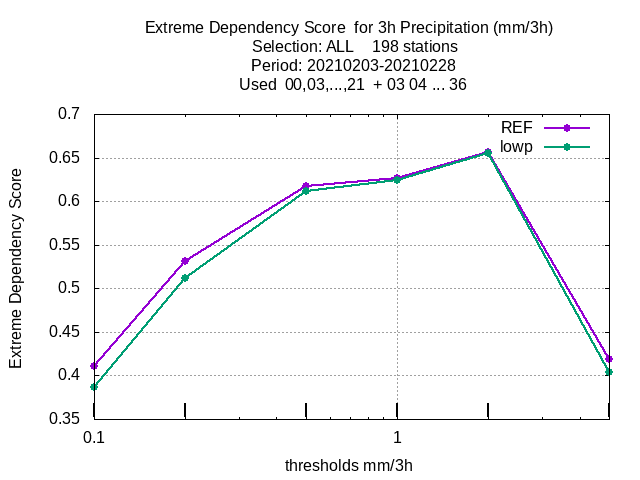 Extreme Dependency Score  for 3h Precipitation (mm/3h)
Selection: ALL    198 stations
Period: 20210203-20210228
Used  00,03,...,21  + 03 04 ... 36
REF
lowp
Extreme Dependency Score
0.7
0.65
0.6
0.55
0.5
0.45
0.4
0.35
0.1 1
thresholds mm/3h